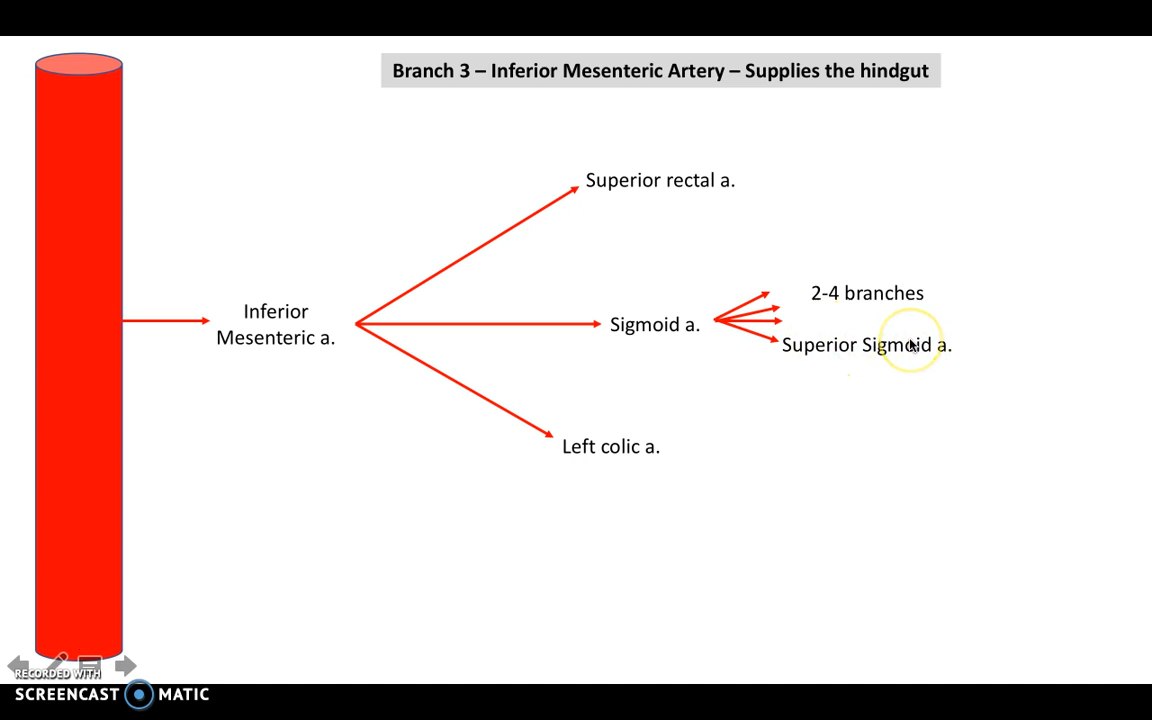 Branch 3 – Inferior Mesenteric Artery – Supplies the hindgut
Superior rectal a.
2-4 branches
Inferior
Mesenteric a.
Sigmoid a.
Superior Sigmoid a.
Left colic a.
RECORDED WITH
SCREENCAST MATIC